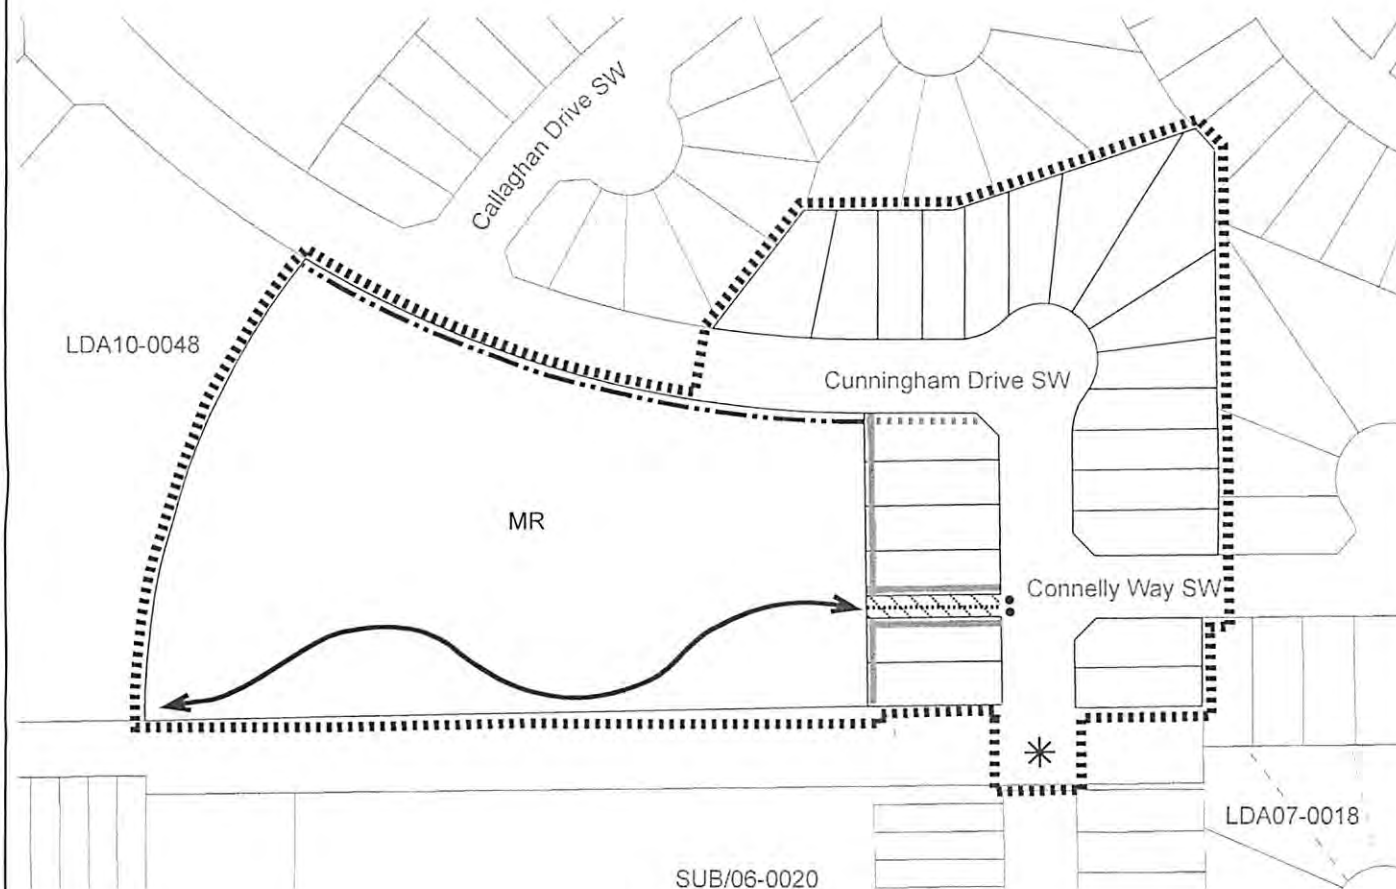 Callaghan Drive SW
LDA10-0048
Cunningham Drive SW
MR
Connelly Way SW
LDA07-0018
SUB/06-0020